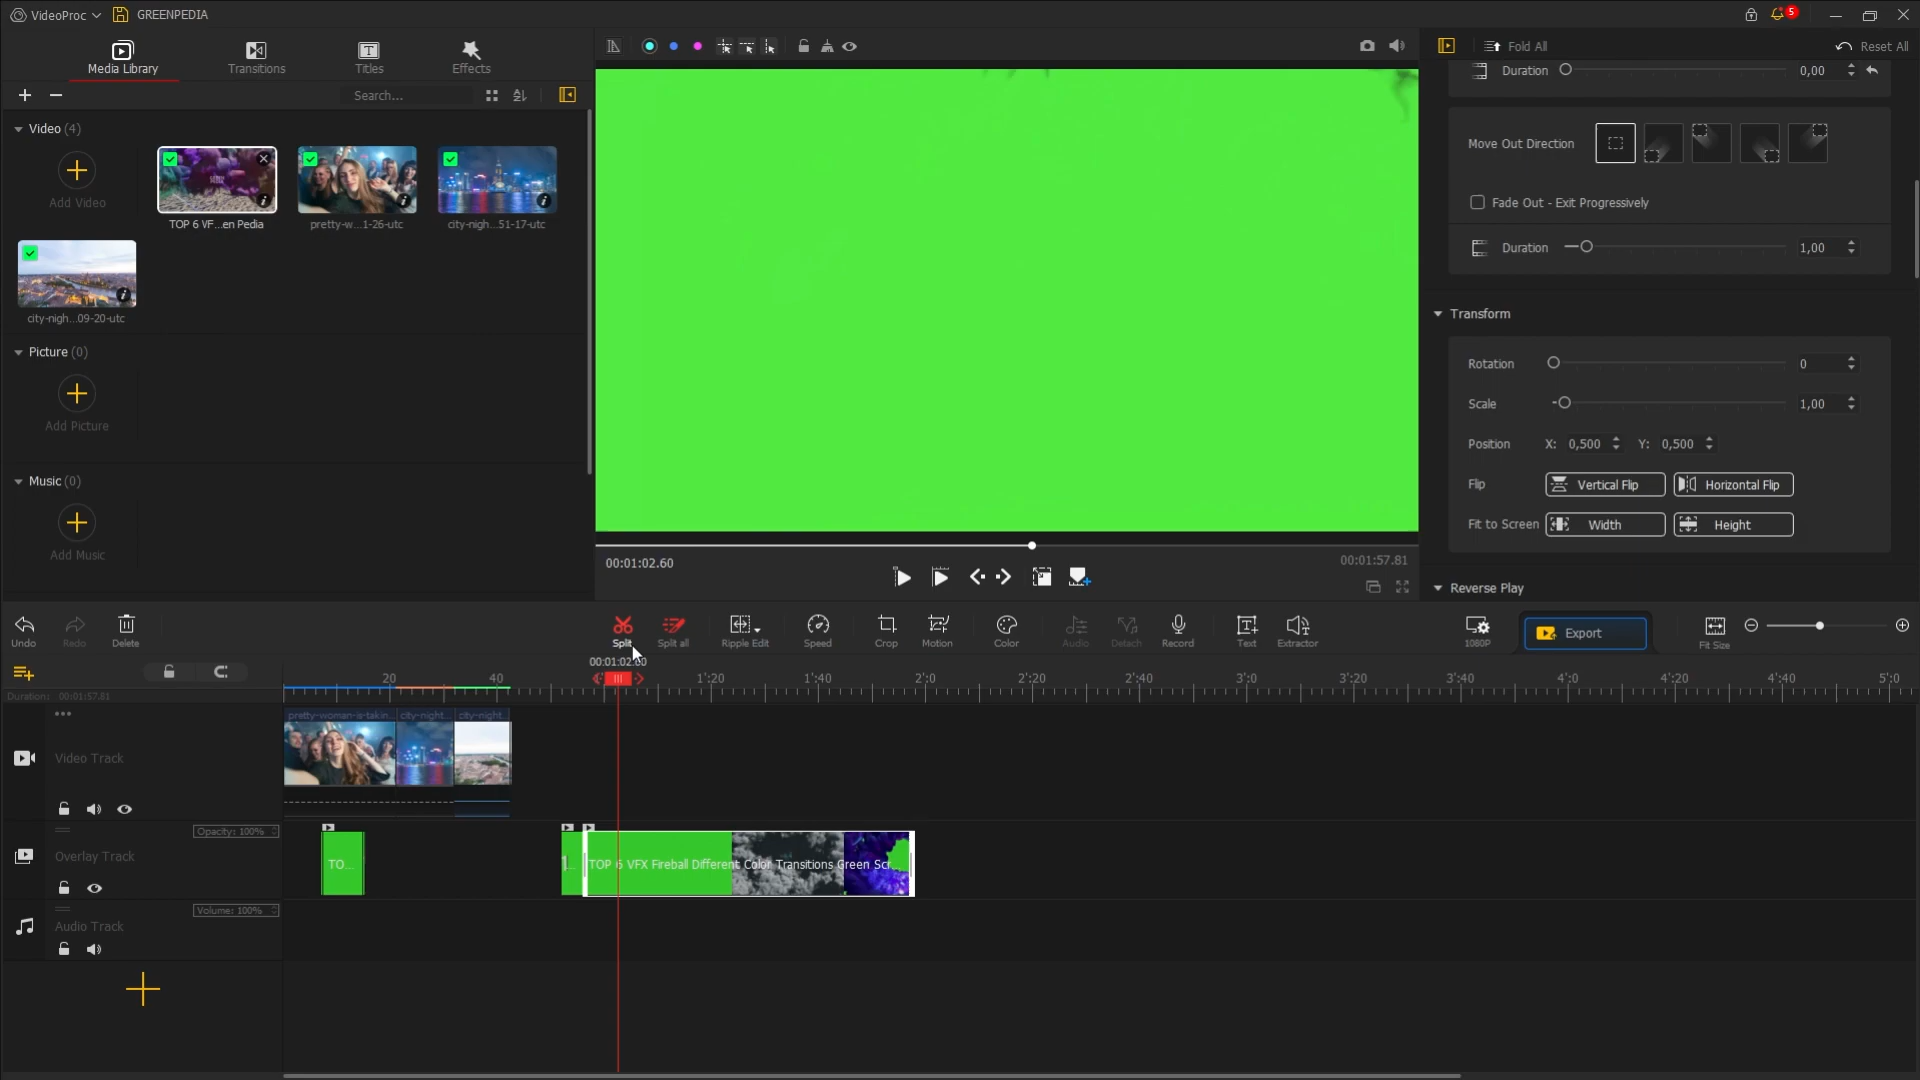 VideoProc
GREENPEDIA
5
Media Library
Transitions
Titles
Effects
Search...
Video (4)
Add Video
TOP 6 VF...en Pedia
pretty-w...1-26-utc
city-nigh...51-17-utc
city-nigh...09-20-utc
Picture (0)
Add Picture
Music (0)
Add Music
00:01:02.60
00:01:57.81
Fold All
Reset All
Duration
0,00
Move Out Direction
Fade Out - Exit Progressively
Duration
1,00
Transform
Rotation
0
Scale
1,00
Position
X: 0,500
Y: 0,500
Flip
Vertical Flip
Horizontal Flip
Fit to Screen
Width
Height
Reverse Play
Undo
Redo
Delete
Split
Split all
Ripple Edit
Speed
Crop
Motion
Color
Audio
Detach
Record
Text
Extractor
1080P
Export
Fit Size
00:01:02.60
Duration: 00:01:57.81
20
40
1':20
1':40
2':0
2':20
2':40
3':0
3':20
3':40
4':0
4':20
4':40
5':0
pretty-woman-is-takin
city-night
city-night
Video Track
Opacity: 100%
Overlay Track
TO...
1...
TOP 6 VFX Fireball Different Color Transitions Green Scr...
Volume: 100%
Audio Track